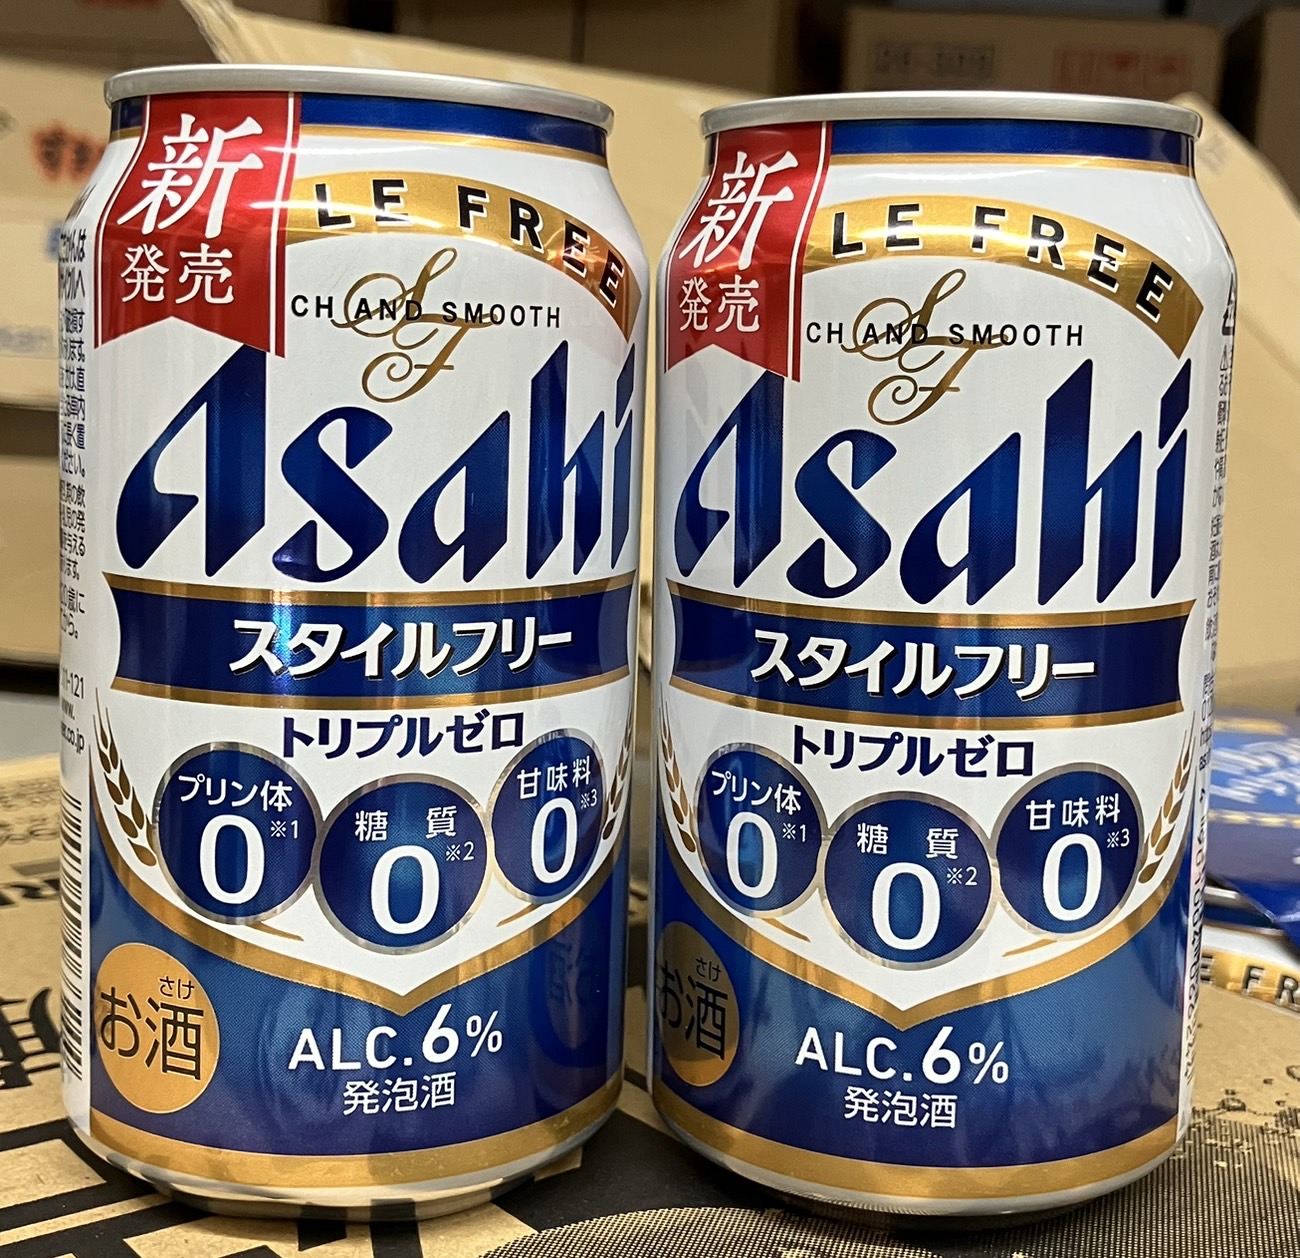 新
発売
LE FREE
CH AND SMOOTH
SF
Asahi
スタイルフリー
トリプルゼロ
プリン体
0※1
糖質
0※2
甘味料
0※3
さけ
お酒
ALC.6%
発泡酒
新
発売
LE FREE
CH AND SMOOTH
SF
Asahi
スタイルフリー
トリプルゼロ
プリン体
0※1
糖質
0※2
甘味料
0※3
さけ
お酒
ALC.6%
発泡酒